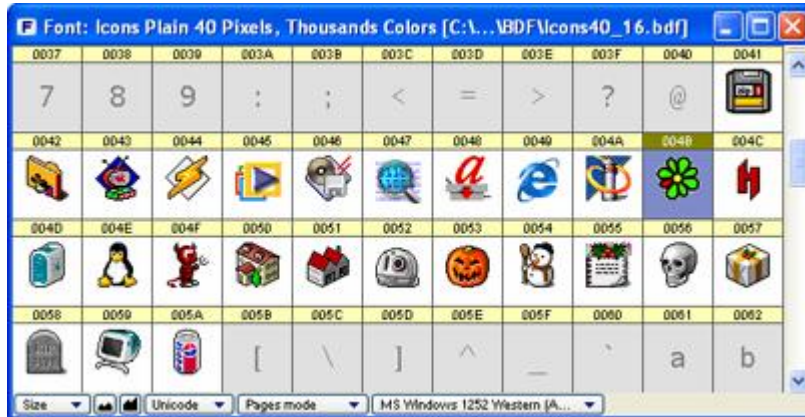 Font: Icons Plain 40 Pixels, Thousands Colors [C:\...\BDF\Icons40_16.bdf]
0037 0038 0039 003A 003B 003C 003D 003E 003F 0040 0041
7 8 9 : ; < = > ? @
0042 0043 0044 0045 0046 0047 0048 0049 004A 004B 004C
004D 004E 004F 0050 0051 0052 0053 0054 0055 0056 0057
0058 0059 005A 005B 005C 005D 005E 005F 0060 0061 0062
[ \ ] ^ _ ` a b
Size Unicode Pages mode MS Windows 1252 Western (A...